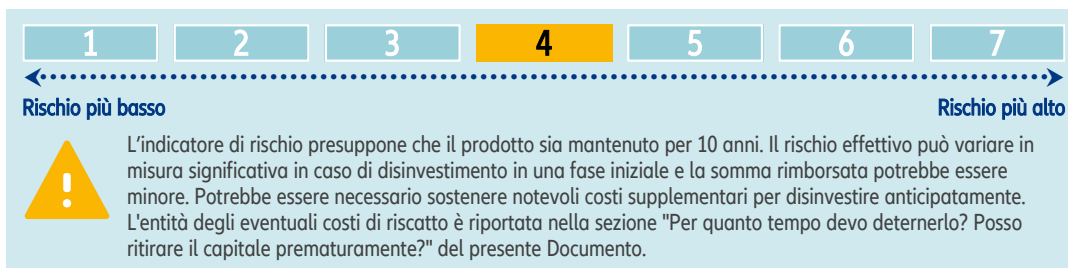 1 2 3 4 5 6 7
Rischio più basso Rischio più alto
L'indicatore di rischio presuppone che il prodotto sia mantenuto per 10 anni. Il rischio effettivo può variare in
misura significativa in caso di disinvestimento in una fase iniziale e la somma rimborsata potrebbe essere
minore. Potrebbe essere necessario sostenere notevoli costi supplementari per disinvestire anticipatamente.
L'entità degli eventuali costi di riscatto è riportata nella sezione "Per quanto tempo devo deternerlo? Posso
ritirare il capitale prematuramente?" del presente Documento.